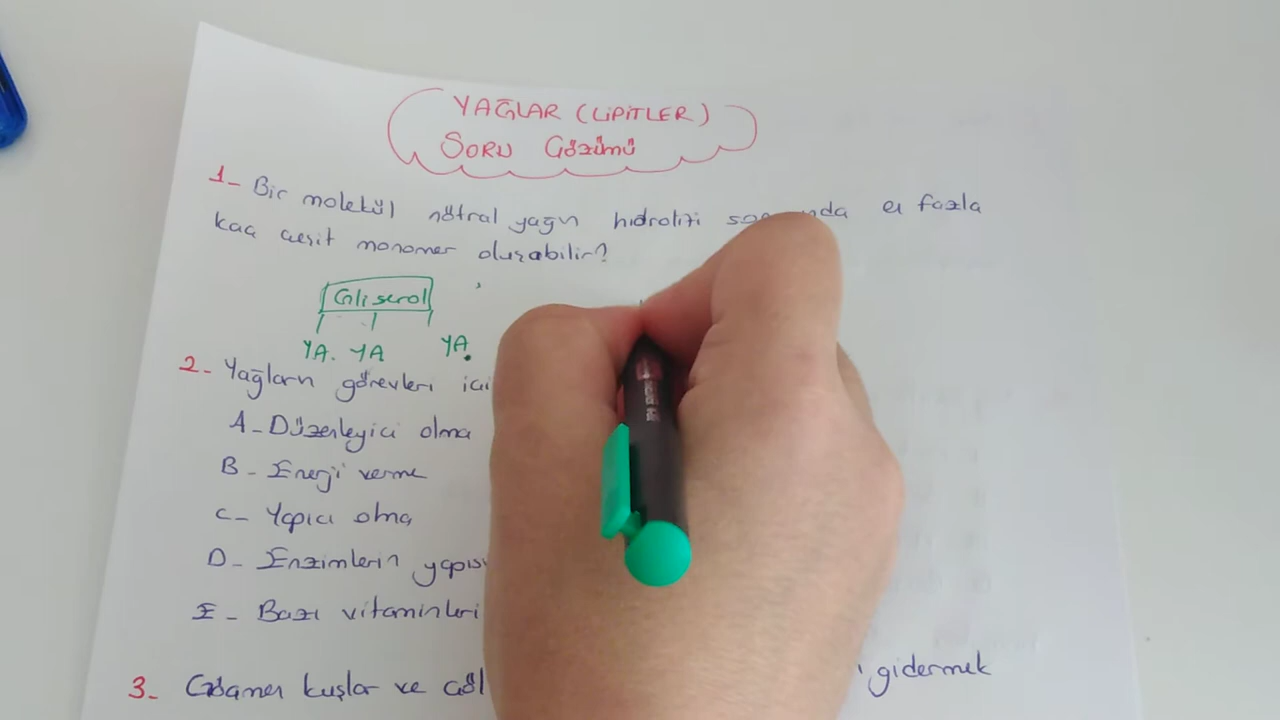 YAĞLAR (LİPİTLER)
SORU Çözümü
1- Bir molekül nötral yağın hidrolizi en fazla
kaç çeşit monomer oluşabilir?
Gliserol
YA. YA YA.
2- Yağların görevleri içi
A- Düzenleyici olma
B- Enerji verme
C- Yapıcı olma
D- Enzimlerin yapısı
E- Bazı vitaminleri
3- Göçmen kuşlar ve çöl gidermek